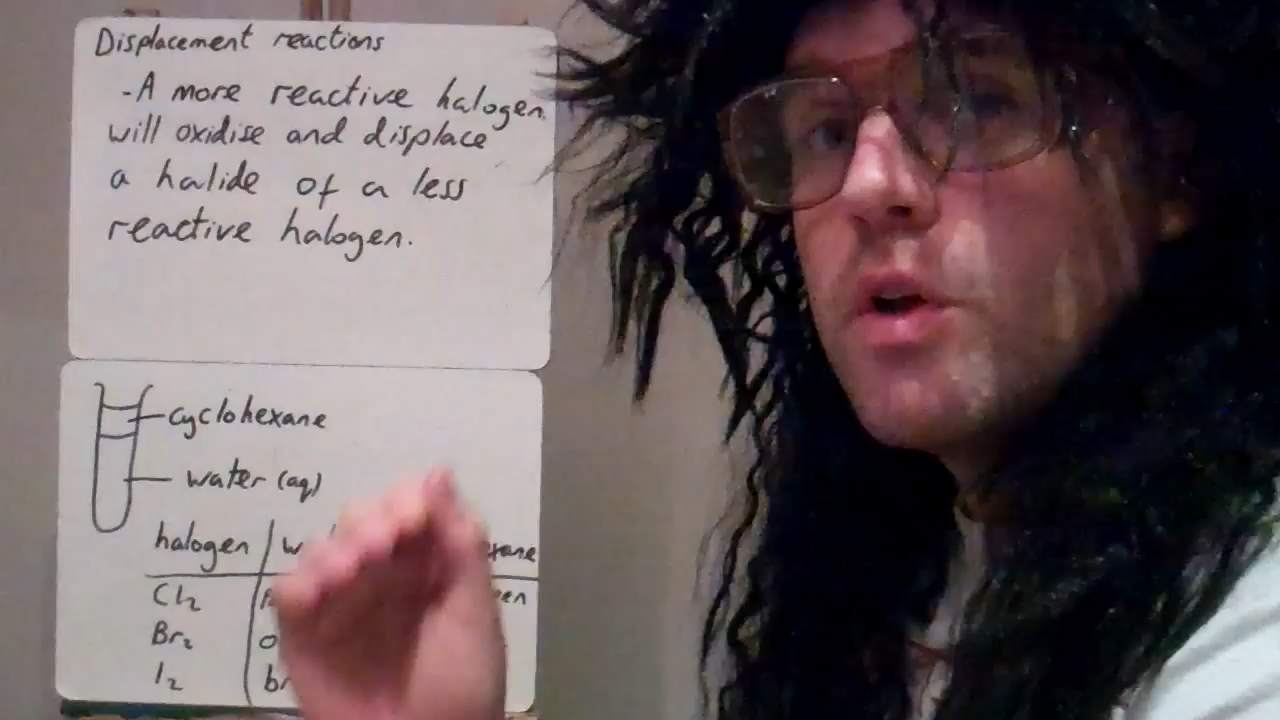 Displacement reactions
-A more reactive halogen
will oxidise and displace
a halide of a less
reactive halogen.
cyclohexane
water (aq)
halogen
Cl2
Br2
I2